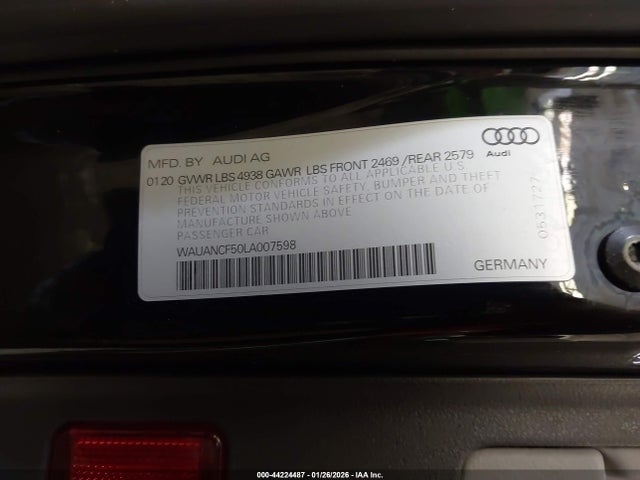 MFD. BY AUDI AG
Audi
0120 GVWR LBS 4938 GAWR LBS FRONT 2469 /REAR 2579
THIS VEHICLE CONFORMS TO ALL APPLICABLE U.S.
FEDERAL MOTOR VEHICLE SAFETY, BUMPER AND THEFT
PREVENTION STANDARDS IN EFFECT ON THE DATE OF
MANUFACTURE SHOWN ABOVE
PASSENGER CAR
WAUANCF50LA007598
0531727
GERMANY
000-44224487 - 01/26/2026 - IAA Inc.